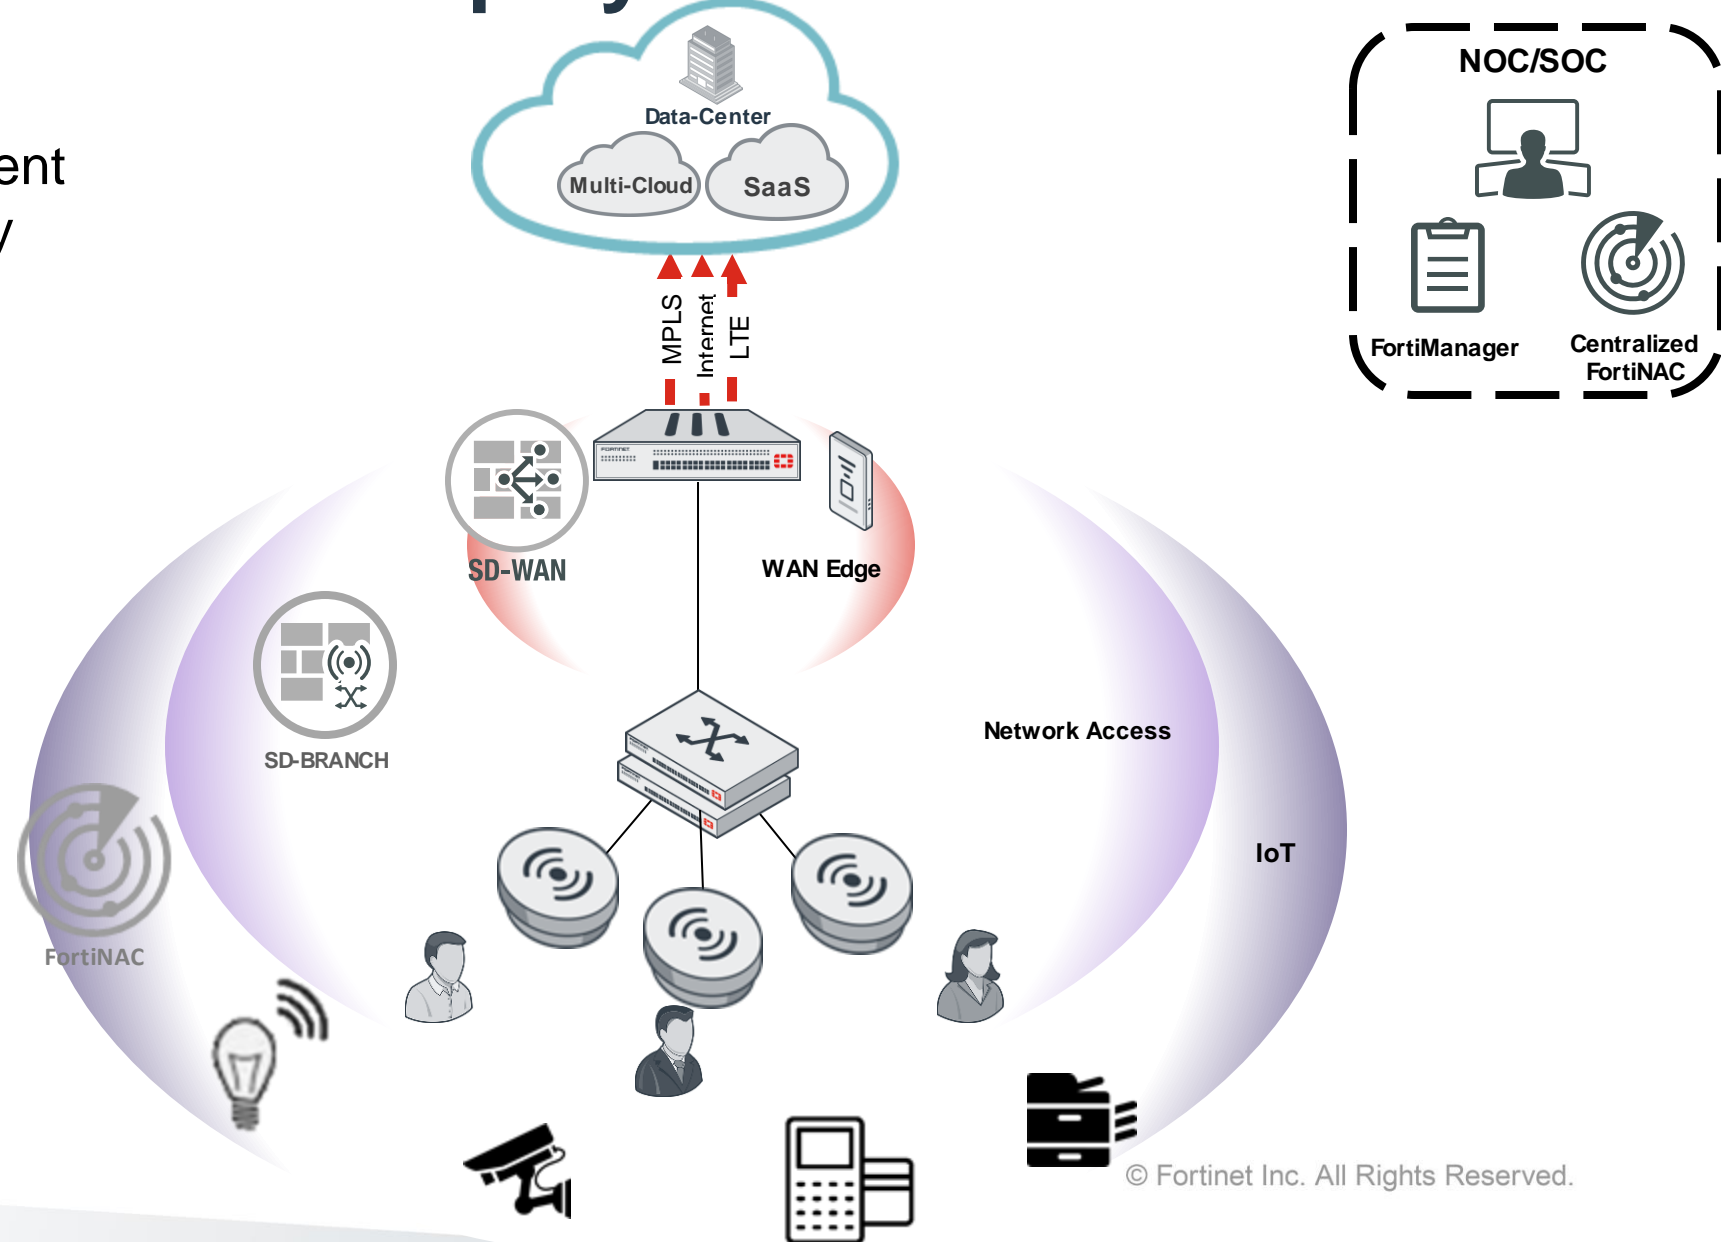 NOC/SOC
Data-Center
Multi-Cloud
SaaS
MPLS
Internet
LTE
FortiManager
Centralized
FortiNAC
FORTINET
SD-WAN
WAN Edge
SD-BRANCH
Network Access
IoT
FortiNAC
© Fortinet Inc. All Rights Reserved.